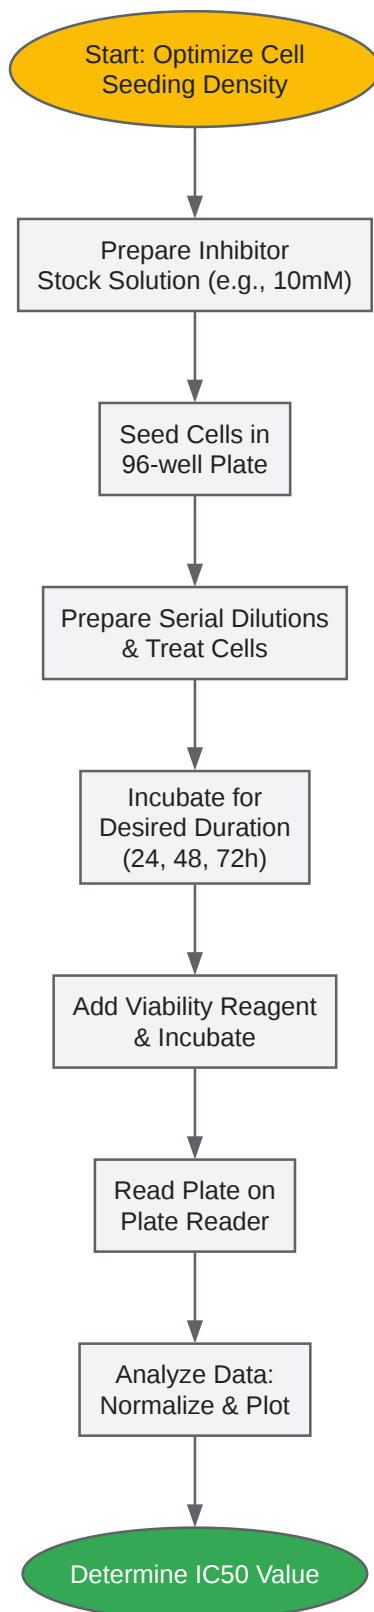 Start: Optimize Cell
Seeding Density
Prepare Inhibitor
Stock Solution (e.g., 10mM)
Seed Cells in
96-well Plate
Prepare Serial Dilutions
& Treat Cells
Incubate for
Desired Duration
(24, 48, 72h)
Add Viability Reagent
& Incubate
Read Plate on
Plate Reader
Analyze Data:
Normalize & Plot
Determine IC50 Value